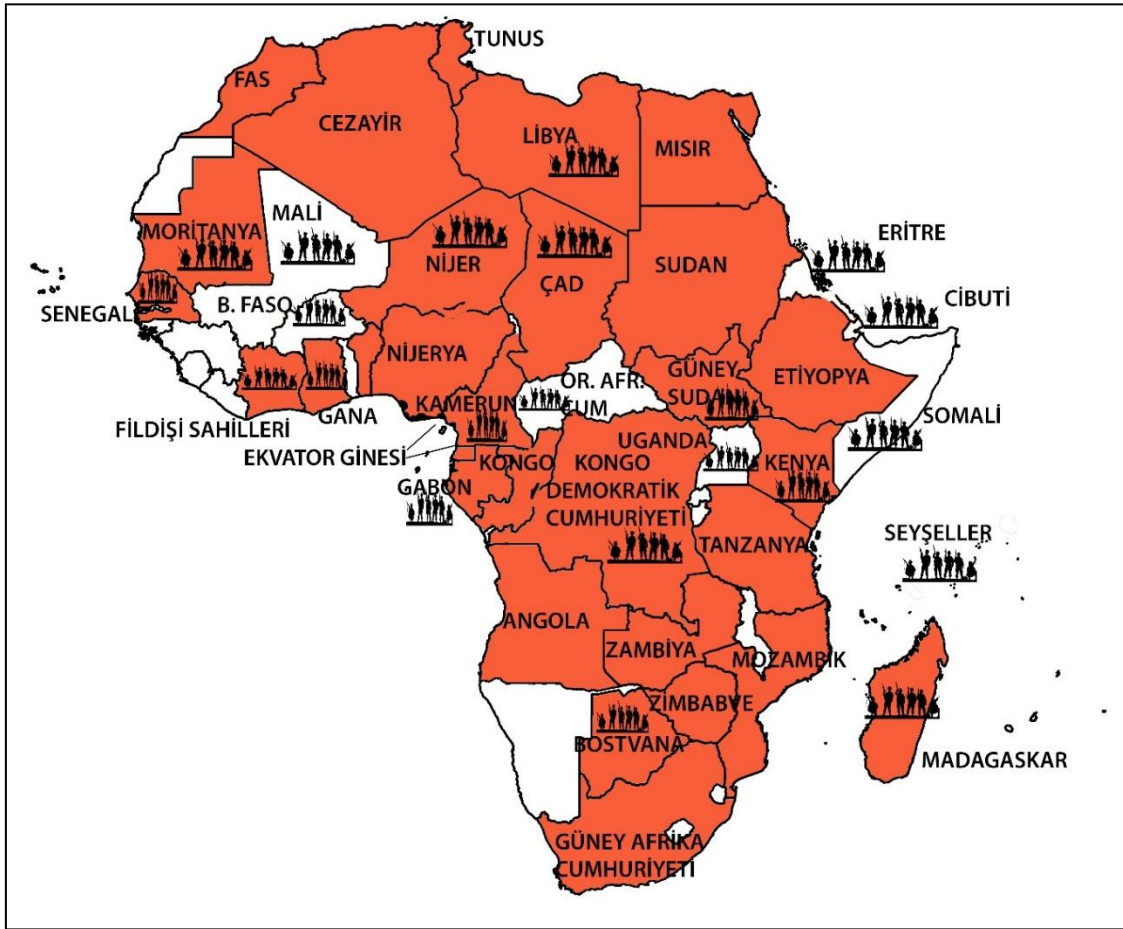 TUNUS
FAS
CEZAYİR
LİBYA
MISIR
MALİ
MORİTANYA
ERİTRE
NİJER
SUDAN
ÇAD
CİBUTİ
SENEGAL
B. FASO
NİJERYA
GÜNEY
SUDA
ETİYOPYA
OR. AFR.
CUM
KAMERUN
SOMALİ
GANA
FİLDİŞİ SAHİLLERİ
UGANDA
EKVATOR GİNESİ
KONGO
KONGO
DEMOKRATİK
CUMHURİYETİ
KENYA
GABON
SEYŞELLER
TANZANYA
ANGOLA
ZAMBİYA
MOZAMBİK
ZİMBABVE
BOSTVANA
MADAGASKAR
GÜNEY AFRİKA
CUMHURİYETİ